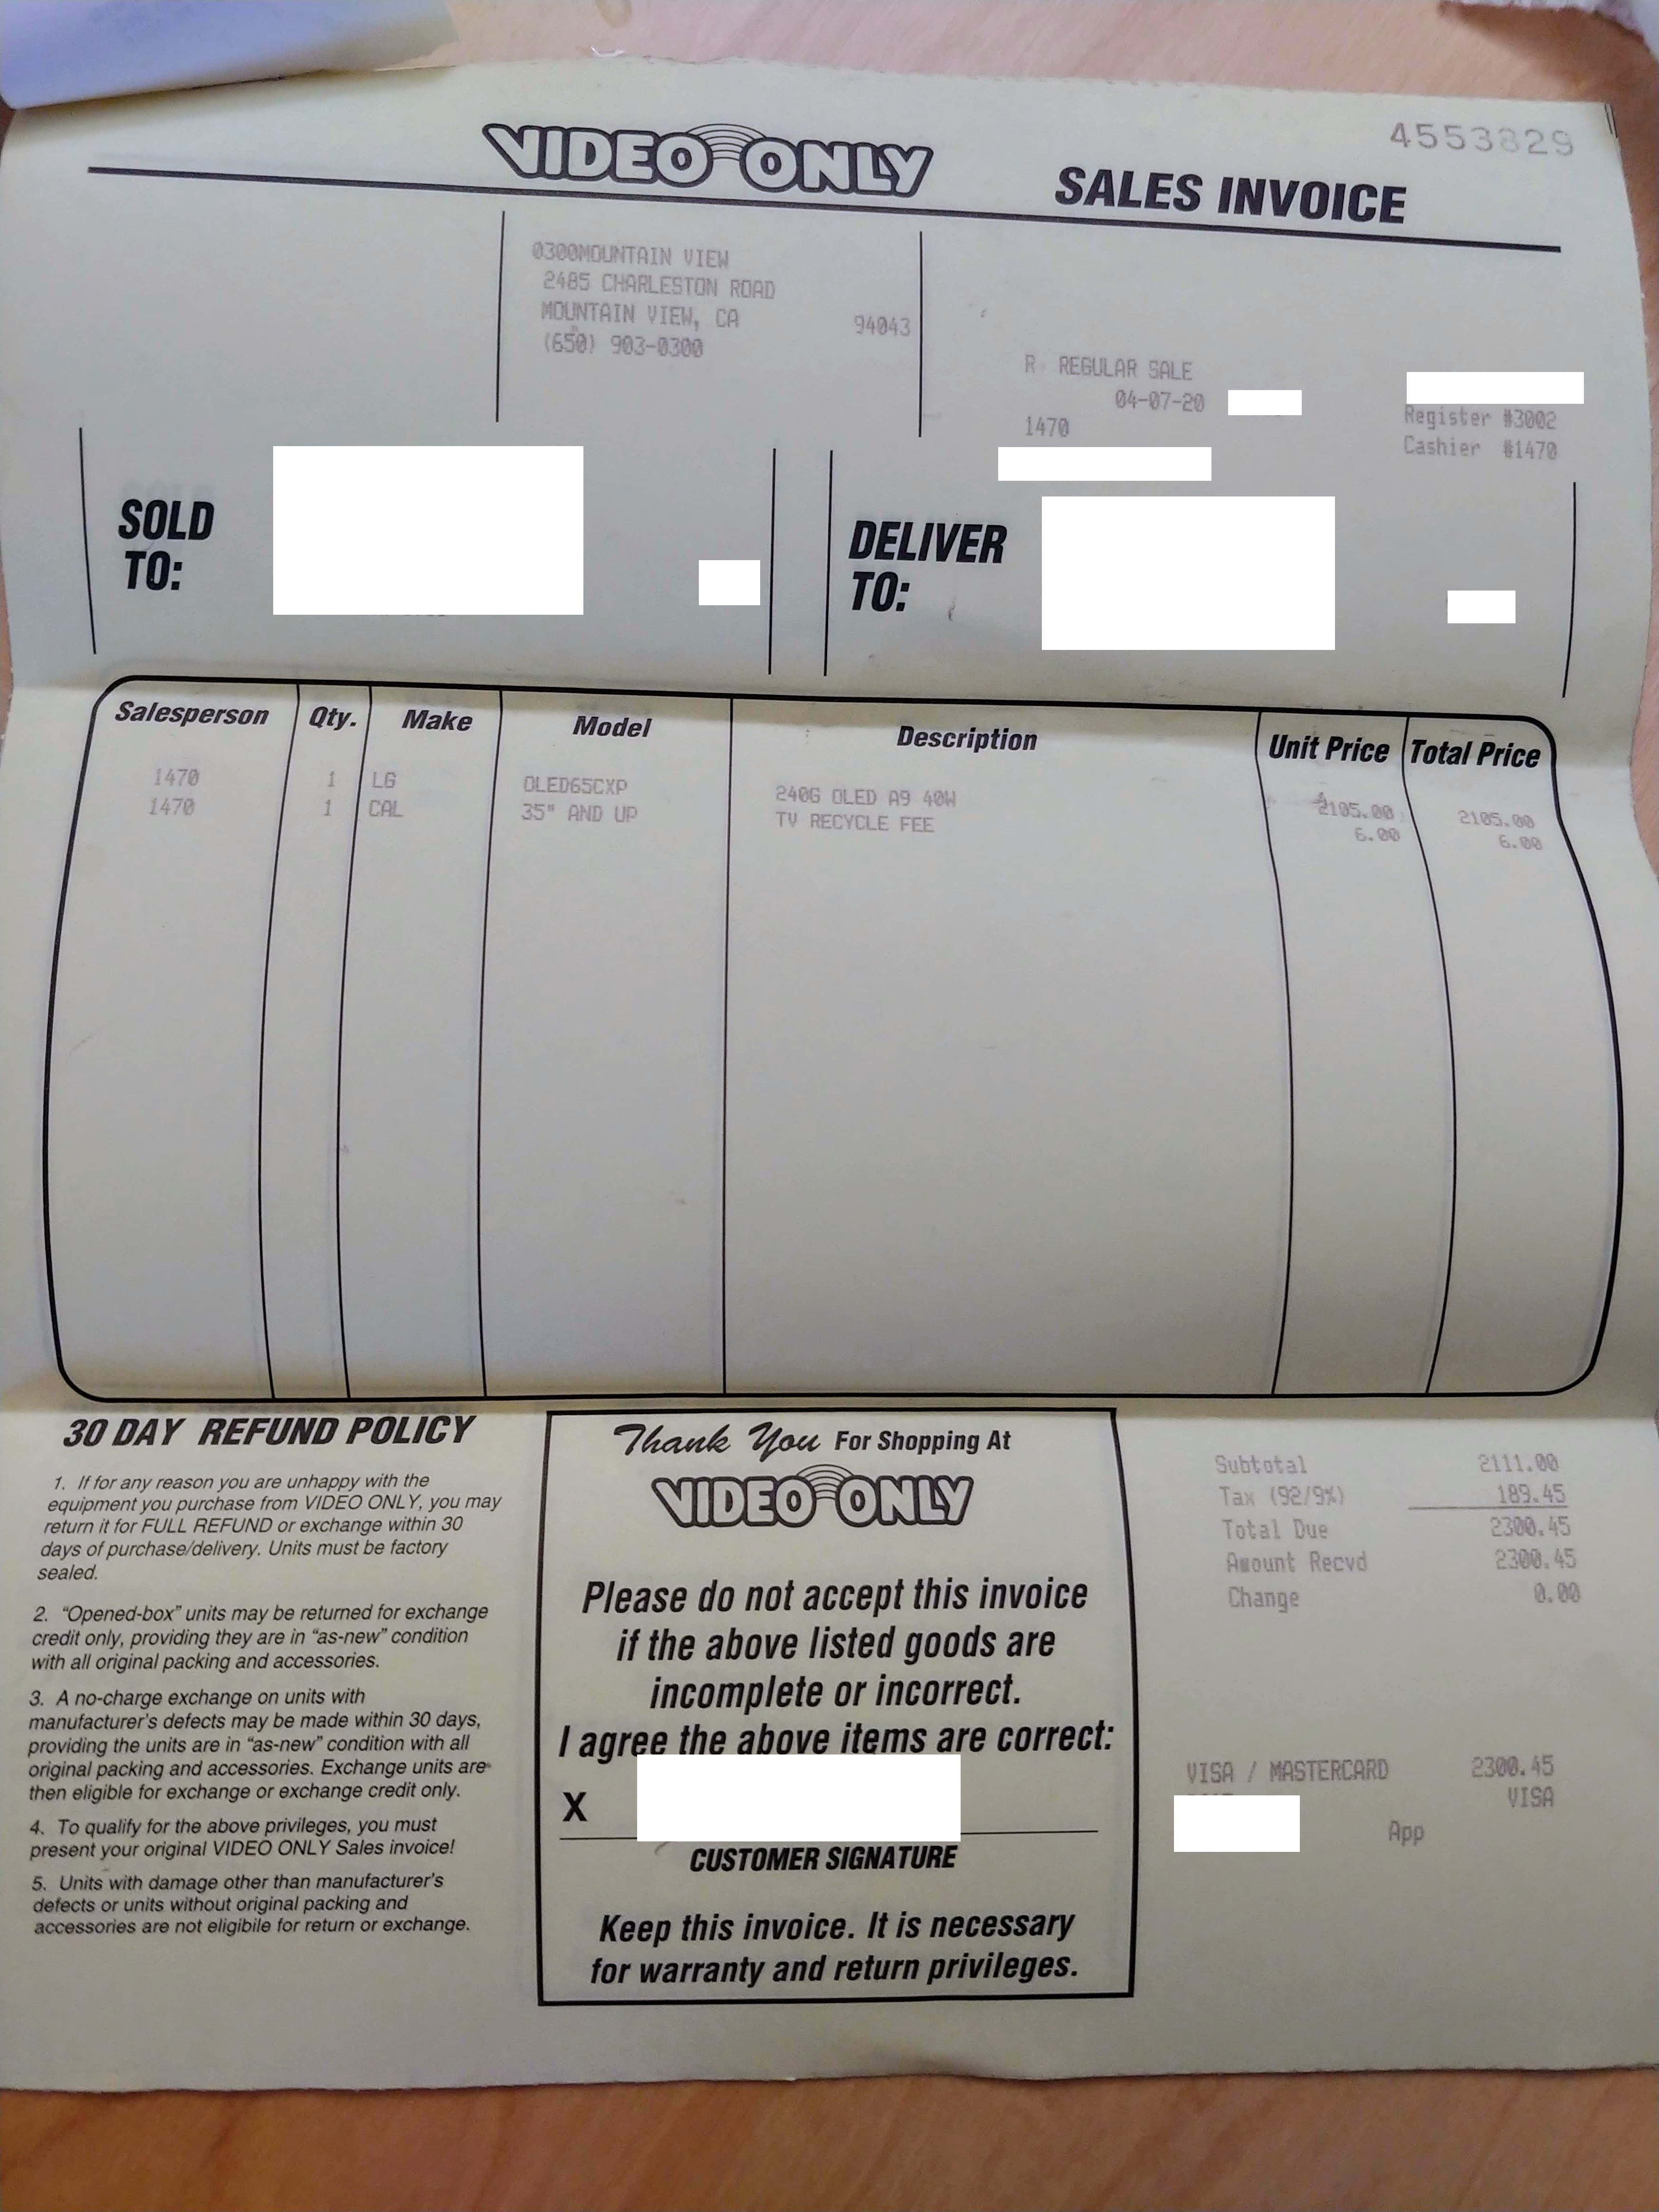 4553829
VIDEO ONLY
SALES INVOICE
0300MOUNTAIN VIEW
2485 CHARLESTON ROAD
MOUNTAIN VIEW, CA 94043
(650) 903-0300
R REGULAR SALE
04-07-20
1470
Register #3002
Cashier #1470
SOLD
TO:
DELIVER
TO:
Salesperson Qty. Make Model Description Unit Price Total Price
1470 1 LG OLED65CXP 240G OLED A9 40W 2105.00 2105.00
1470 1 CAL 35" AND UP TV RECYCLE FEE 6.00 6.00
30 DAY REFUND POLICY
1. If for any reason you are unhappy with the
equipment you purchase from VIDEO ONLY, you may
return it for FULL REFUND or exchange within 30
days of purchase/delivery. Units must be factory
sealed.
2. “Opened-box” units may be returned for exchange
credit only, providing they are in “as-new” condition
with all original packing and accessories.
3. A no-charge exchange on units with
manufacturer's defects may be made within 30 days,
providing the units are in “as-new” condition with all
original packing and accessories. Exchange units are
then eligible for exchange or exchange credit only.
4. To qualify for the above privileges, you must
present your original VIDEO ONLY Sales invoice!
5. Units with damage other than manufacturer's
defects or units without original packing and
accessories are not eligibile for return or exchange.
Thank You For Shopping At
VIDEO ONLY
Please do not accept this invoice
if the above listed goods are
incomplete or incorrect.
I agree the above items are correct:
X
CUSTOMER SIGNATURE
Keep this invoice. It is necessary
for warranty and return privileges.
Subtotal 2111.00
Tax (92/9%) 189.45
Total Due 2300.45
Amount Recvd 2300.45
Change 0.00
VISA / MASTERCARD 2300.45
VISA
App